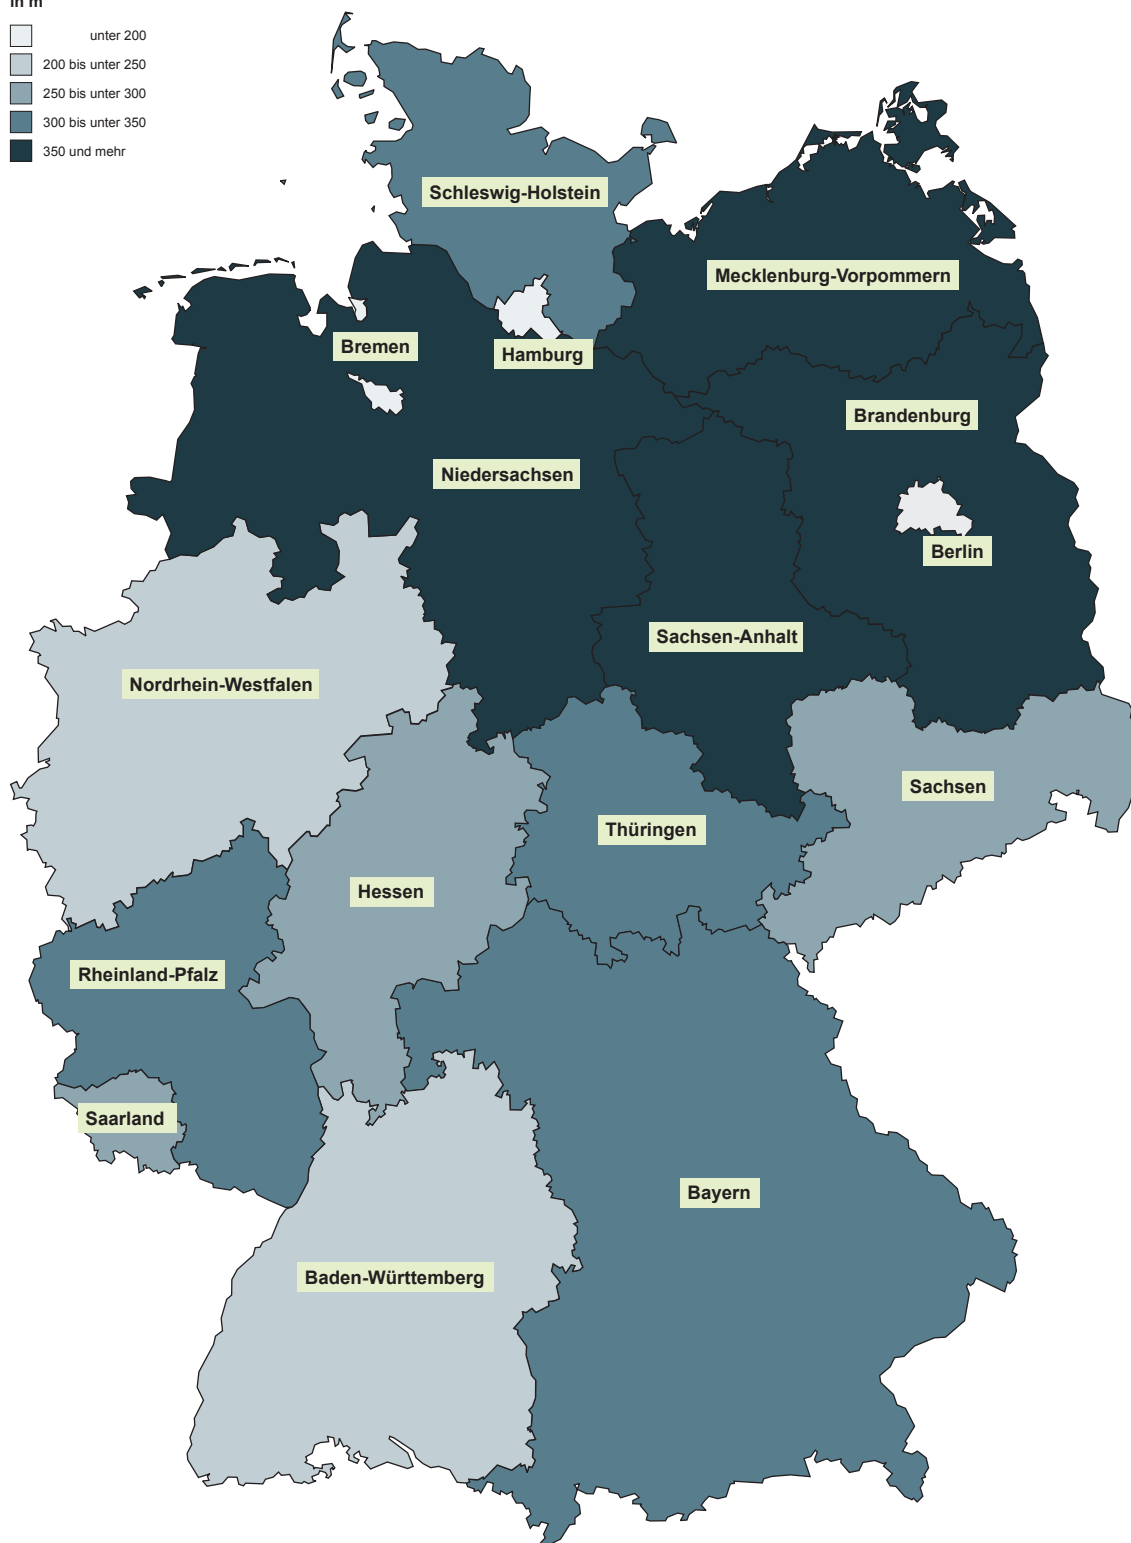 in m
unter 200
200 bis unter 250
250 bis unter 300
300 bis unter 350
350 und mehr
Schleswig-Holstein
Mecklenburg-Vorpommern
Bremen
Hamburg
Brandenburg
Niedersachsen
Berlin
Sachsen-Anhalt
Nordrhein-Westfalen
Sachsen
Thüringen
Hessen
Rheinland-Pfalz
Saarland
Bayern
Baden-Württemberg